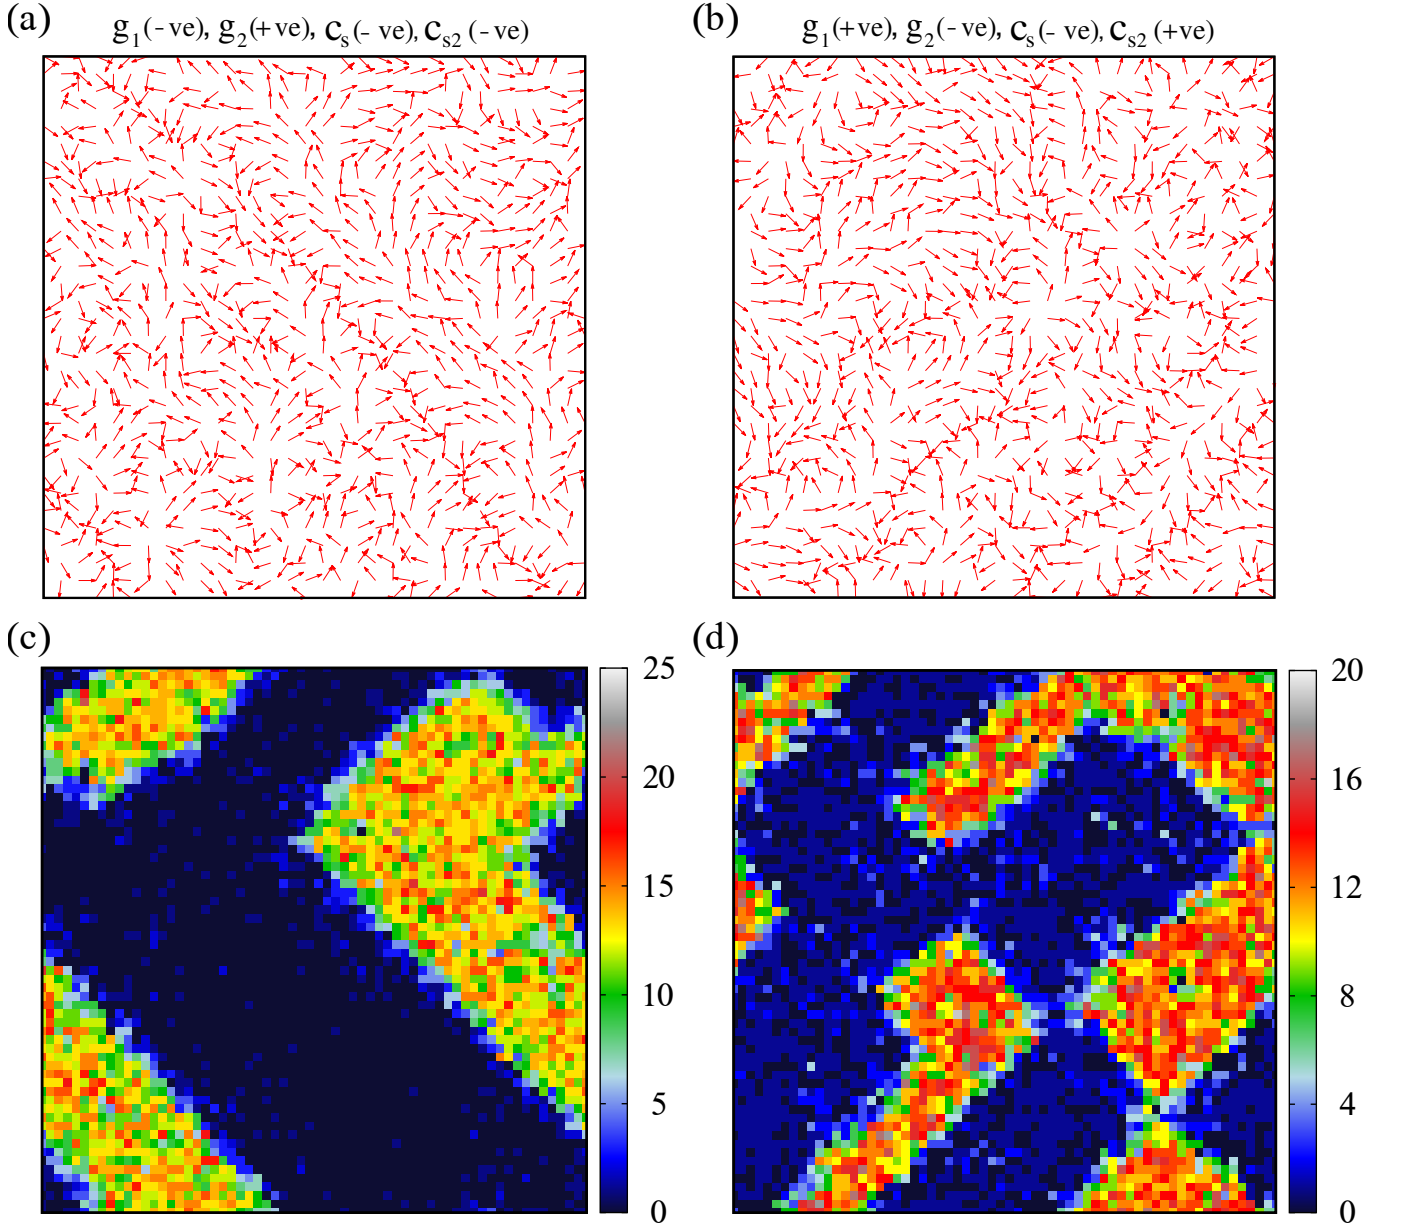 (a)
g1(-ve), g2(+ve), cs(- ve), cs2 (-ve)
(b)
g1(+ve), g2(- ve), cs(-ve), cs2 (+ve)
(c)
25
20
15
10
5
0
(d)
20
16
12
8
4
0